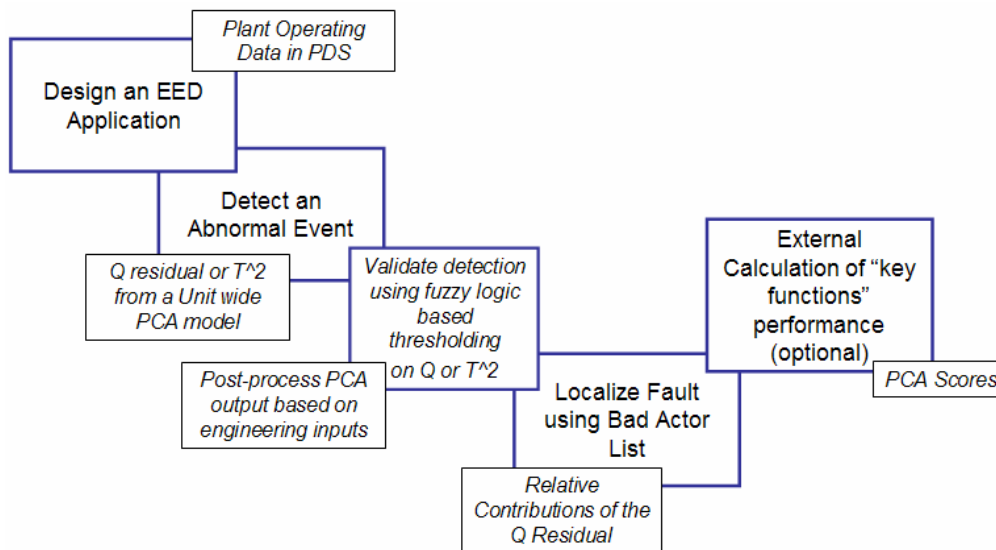 Plant Operating
Data in PDS
Design an EED
Application
Detect an
Abnormal Event
Q residual or T^2
from a Unit wide
PCA model
Validate detection
using fuzzy logic
based
thresholding
on Q or T^2
Post-process PCA
output based on
engineering inputs
External
Calculation of “key
functions”
performance
(optional)
PCA Scores
Localize Fault
using Bad Actor
List
Relative
Contributions of the
Q Residual